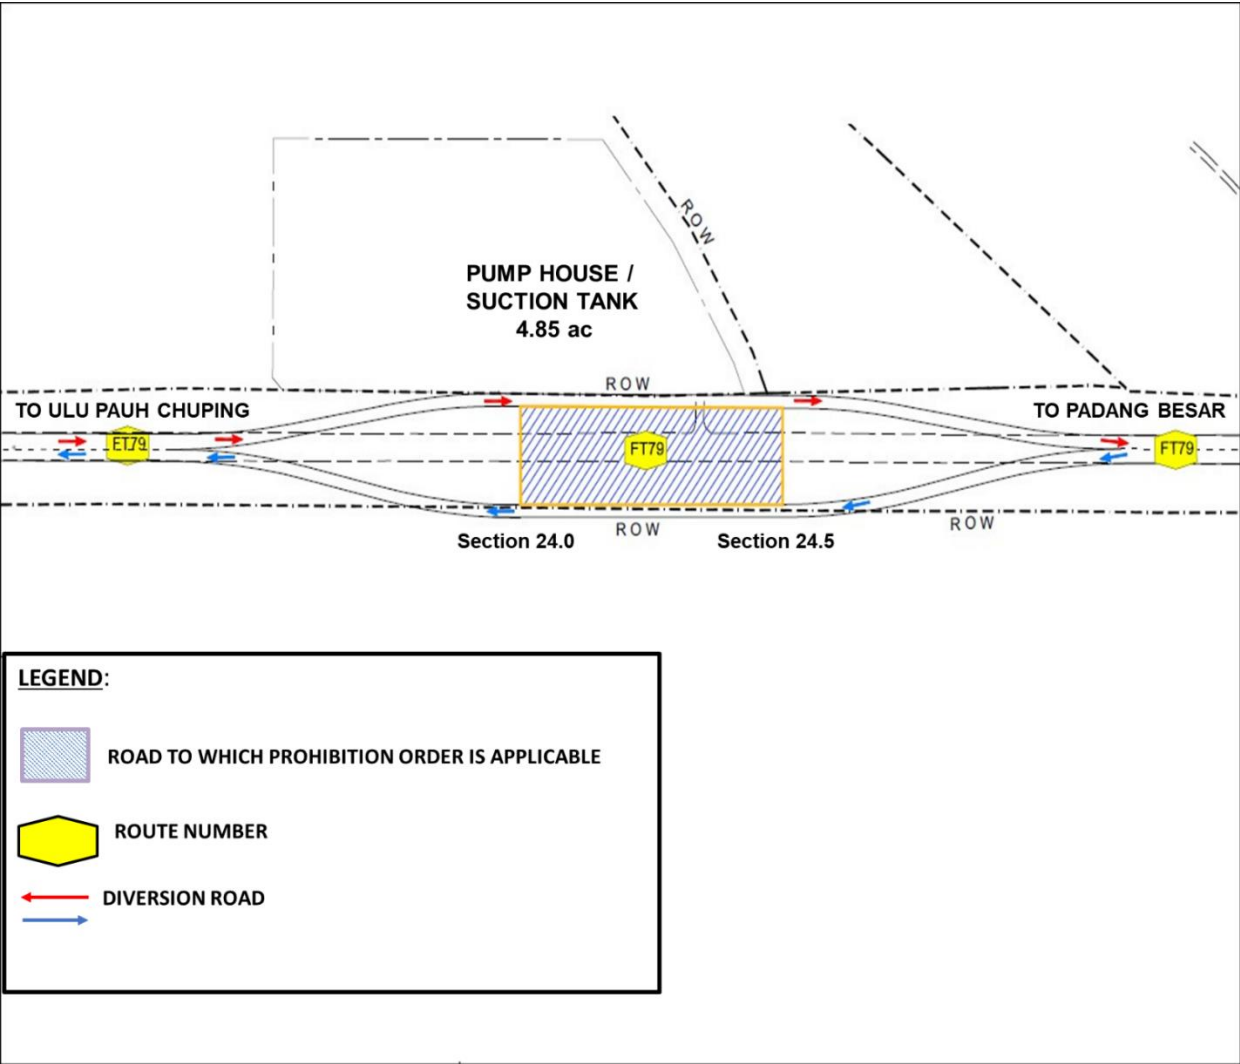 ROW
PUMP HOUSE /
SUCTION TANK
4.85 ac
ROW
TO ULU PAUH CHUPING
TO PADANG BESAR
FT79
FT79
FT79
ROW
ROW
Section 24.0
Section 24.5
LEGEND:
ROAD TO WHICH PROHIBITION ORDER IS APPLICABLE
ROUTE NUMBER
DIVERSION ROAD